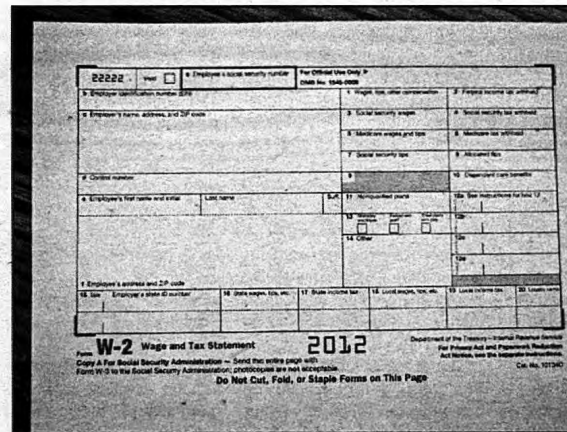 22222 Void a Employee's social security number For Official Use Only
OMB No. 1545-0008
b Employer identification number (EIN) 1 Wages, tips, other compensation 2 Federal income tax withheld
c Employer's name, address, and ZIP code 3 Social security wages 4 Social security tax withheld
5 Medicare wages and tips 6 Medicare tax withheld
7 Social security tips 8 Allocated tips
d Control number 9 10 Dependent care benefits
e Employee's first name and initial Last name Suff. 11 Nonqualified plans 12a See instructions for box 12
13 12b
14 Other 12c
12d
f Employee's address and ZIP code
15 State Employer's state ID number 16 State wages, tips, etc. 17 State income tax 18 Local wages, tips, etc. 19 Local income tax 20 Locality name
Form W-2 Wage and Tax Statement 2012 Department of the Treasury—Internal Revenue Service
For Privacy Act and Paperwork Reduction
Act Notice, see the separate instructions.
Copy A For Social Security Administration — Send this entire page with
Form W-3 to the Social Security Administration; photocopies are not acceptable.
Cat. No. 10134D
Do Not Cut, Fold, or Staple Forms on This Page